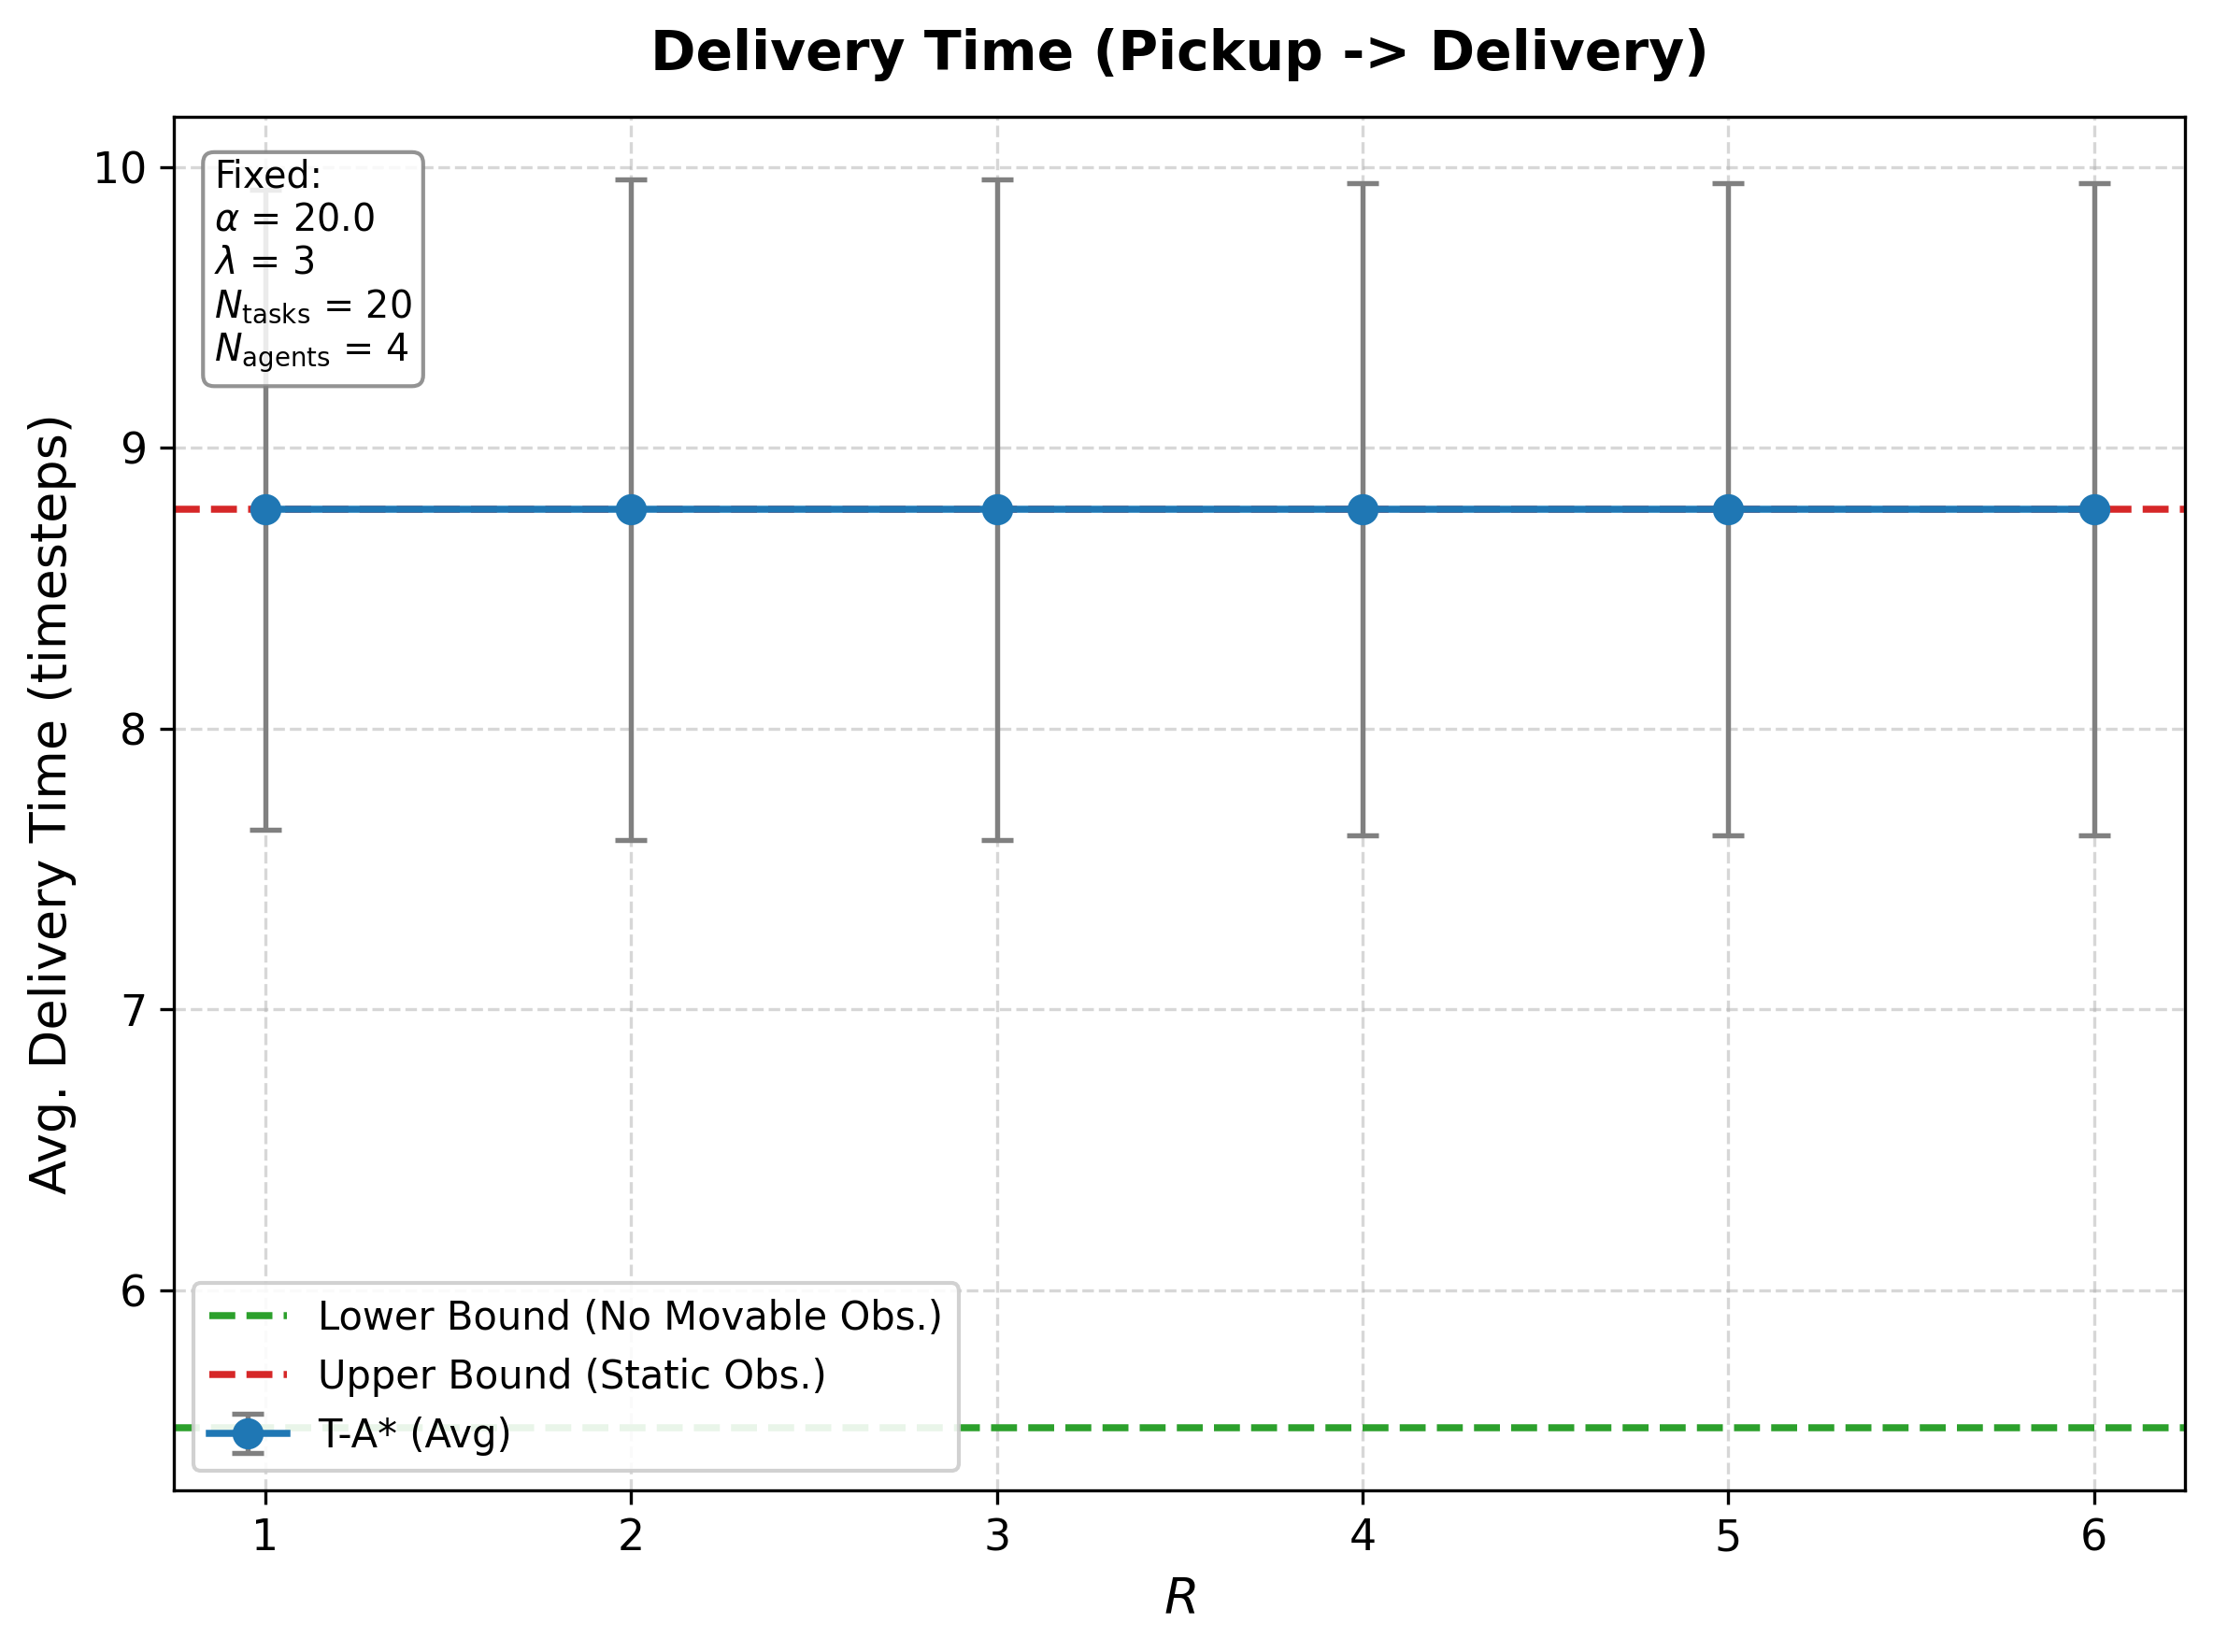 Delivery Time (Pickup -> Delivery)
Avg. Delivery Time (timesteps)
10
9
8
7
6
Fixed:
α = 20.0
λ = 3
N_tasks = 20
N_agents = 4
Lower Bound (No Movable Obs.)
Upper Bound (Static Obs.)
T-A* (Avg)
1 2 3 4 5 6
R